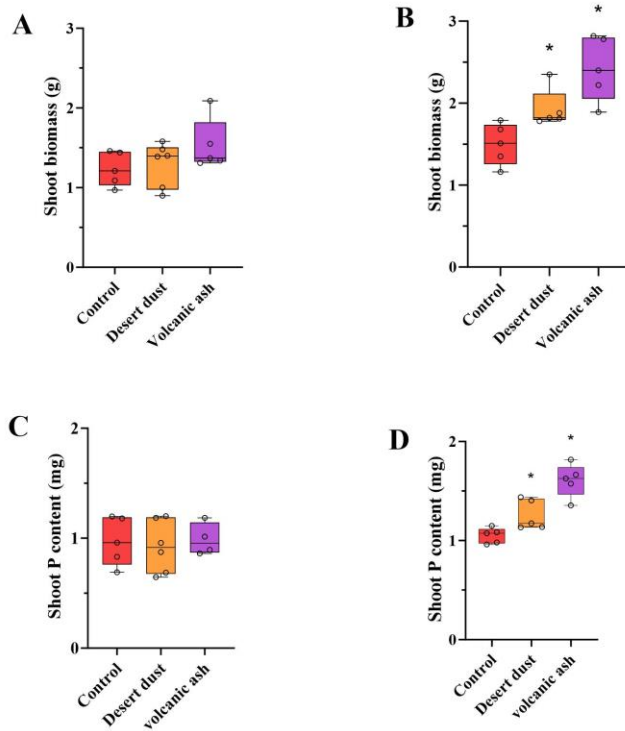 A
Shoot biomass (g)
3
2
1
0
Control
Desert dust
Volcanic ash
B
Shoot biomass (g)
3
2
1
0
*
*
Control
Desert dust
Volcanic ash
C
Shoot P content (mg)
2
1
0
Control
Desert dust
volcanic ash
D
Shoot P content (mg)
2
1
0
*
*
Control
Desert dust
Volcanic ash